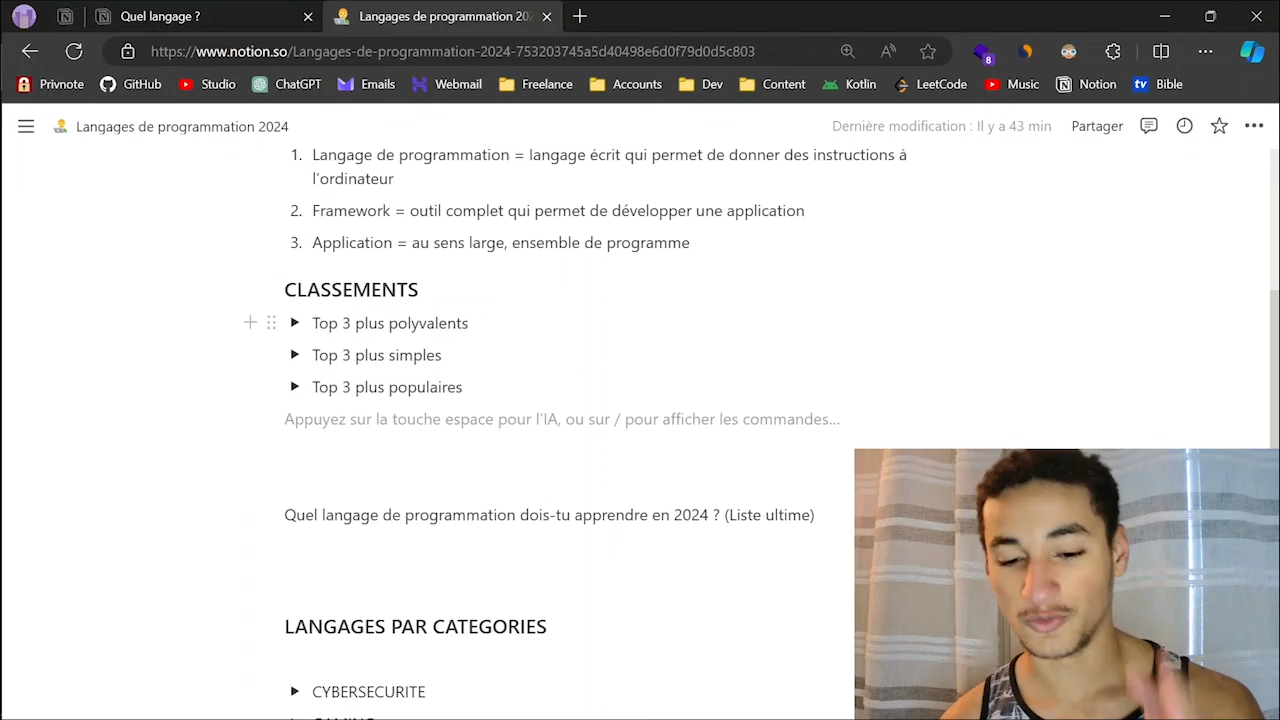 Quel langage ?
Langages de programmation 202
https://www.notion.so/Langages-de-programmation-2024-753203745a5d40498e6d0f79d0d5c803
8
Privnote GitHub Studio ChatGPT Emails Webmail Freelance Accounts Dev Content Kotlin LeetCode Music Notion tv Bible
Langages de programmation 2024
Dernière modification : Il y a 43 min Partager
1. Langage de programmation = langage écrit qui permet de donner des instructions à
l'ordinateur
2. Framework = outil complet qui permet de développer une application
3. Application = au sens large, ensemble de programme
CLASSEMENTS
Top 3 plus polyvalents
Top 3 plus simples
Top 3 plus populaires
Appuyez sur la touche espace pour l'IA, ou sur / pour afficher les commandes...
Quel langage de programmation dois-tu apprendre en 2024 ? (Liste ultime)
LANGAGES PAR CATEGORIES
CYBERSECURITE